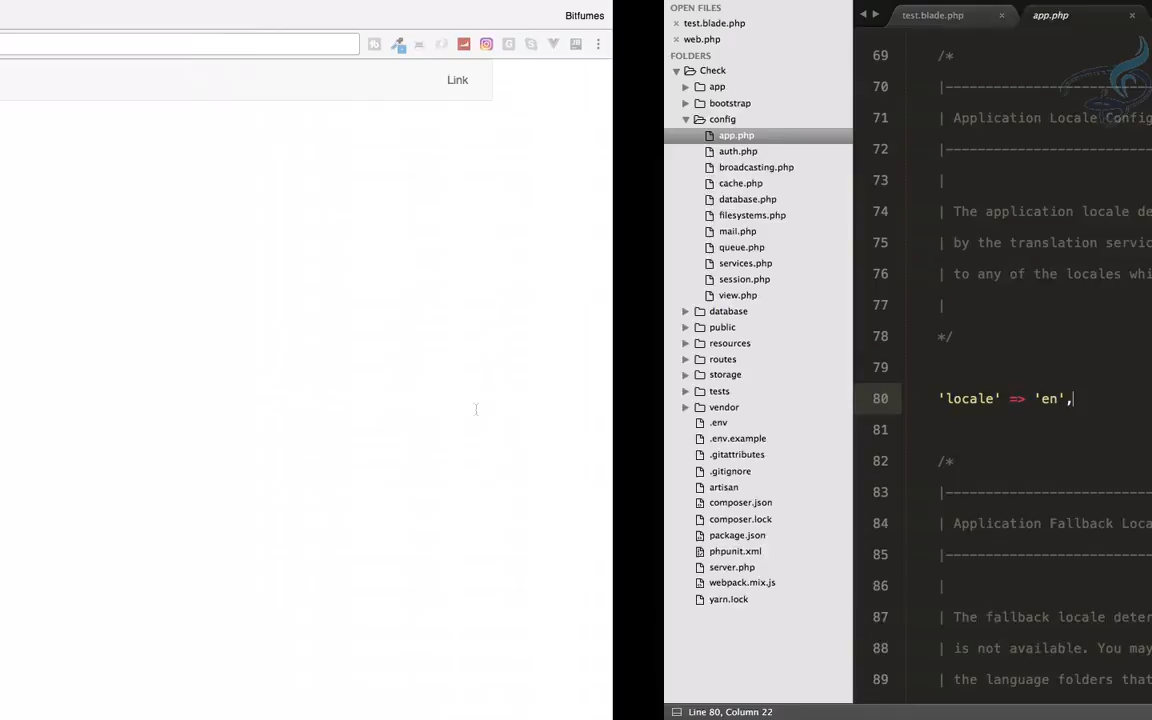 Bitfumes
Link
OPEN FILES
test.blade.php
web.php
FOLDERS
Check
app
bootstrap
config
app.php
auth.php
broadcasting.php
cache.php
database.php
filesystems.php
mail.php
queue.php
services.php
session.php
view.php
database
public
resources
routes
storage
tests
vendor
.env
.env.example
.gitattributes
.gitignore
artisan
composer.json
composer.lock
package.json
phpunit.xml
server.php
webpack.mix.js
yarn.lock
test.blade.php
app.php
69 /*
70 |
71 | Application Locale Config
72 |
73 |
74 | The application locale de
75 | by the translation servic
76 | to any of the locales whi
77 |
78 */
79
80 'locale' => 'en',
81
82 /*
83 |
84 | Application Fallback Loca
85 |
86 |
87 | The fallback locale deter
88 | is not available. You may
89 | the language folders that
Line 80, Column 22